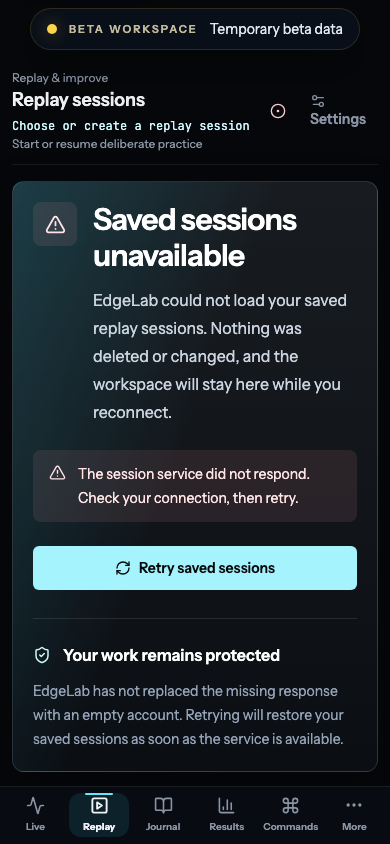 BETA WORKSPACE Temporary beta data
Replay & improve
Replay sessions
Choose or create a replay session
Start or resume deliberate practice
Settings
Saved sessions
unavailable
EdgeLab could not load your saved
replay sessions. Nothing was
deleted or changed, and the
workspace will stay here while you
reconnect.
The session service did not respond.
Check your connection, then retry.
Retry saved sessions
Your work remains protected
EdgeLab has not replaced the missing response
with an empty account. Retrying will restore your
saved sessions as soon as the service is available.
Live Replay Journal Results Commands More